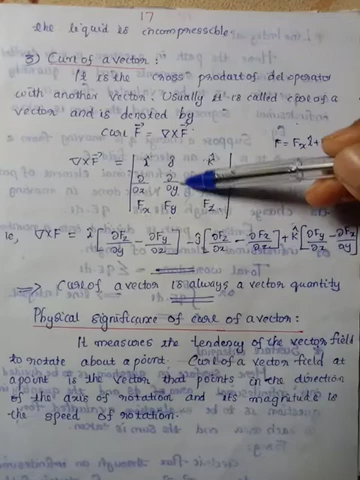 17
the liquid is incompressible.
3) Curl of a vector:
It is the cross product of del operator
with another vector. Usually it is called curl of a
vector and is denoted by
Curl F⃗ = ∇×F⃗ F⃗ = Fₓ î +
∇×F⃗ = | î ĵ k̂ |
| ∂/∂x ∂/∂y |
| Fₓ Fy Fz |
ie, ∇×F = î [∂Fz/∂y - ∂Fy/∂z] - ĵ [∂Fz/∂x - ∂Fx/∂z] + k̂ [∂Fy/∂x - ∂Fx/∂y]
⟹ Curl of a vector is always a vector quantity
Physical significance of curl of a vector:
It measures the tendency of the vector field
to rotate about a point. Curl of a vector field at
a point is the vector that points in the direction
of the axis of rotation and its magnitude is
the speed of rotation.